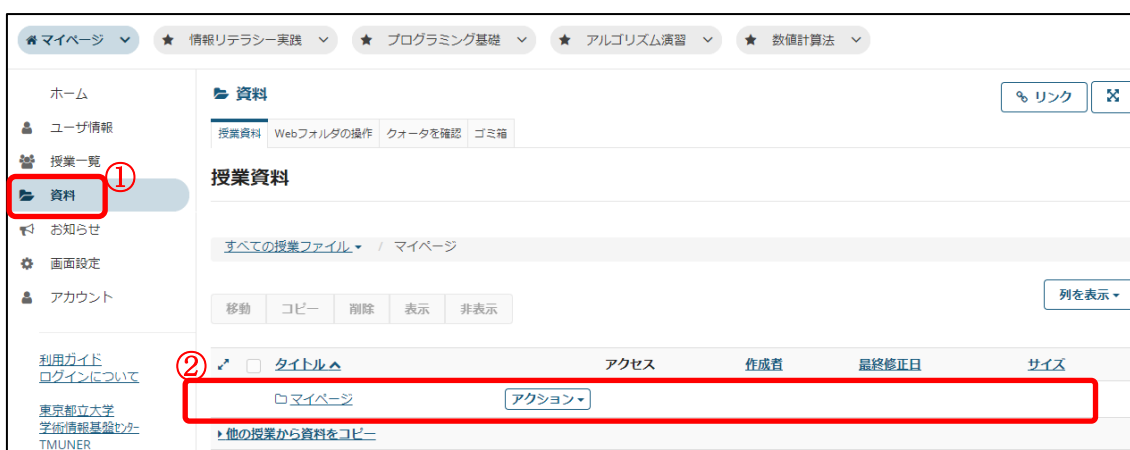 マイページ ★ 情報リテラシー実践 ★ プログラミング基礎 ★ アルゴリズム演習 ★ 数値計算法
ホーム
ユーザ情報
授業一覧
①
資料
お知らせ
画面設定
アカウント
利用ガイド
ログインについて
東京都立大学
学術情報基盤ｾﾝﾀｰ
TMUNER
資料
リンク
授業資料 Webフォルダの操作 クォータを確認 ゴミ箱
授業資料
すべての授業ファイル / マイページ
列を表示
移動 コピー 削除 表示 非表示
②
タイトル アクセス 作成者 最終修正日 サイズ
マイページ アクション
他の授業から資料をコピー